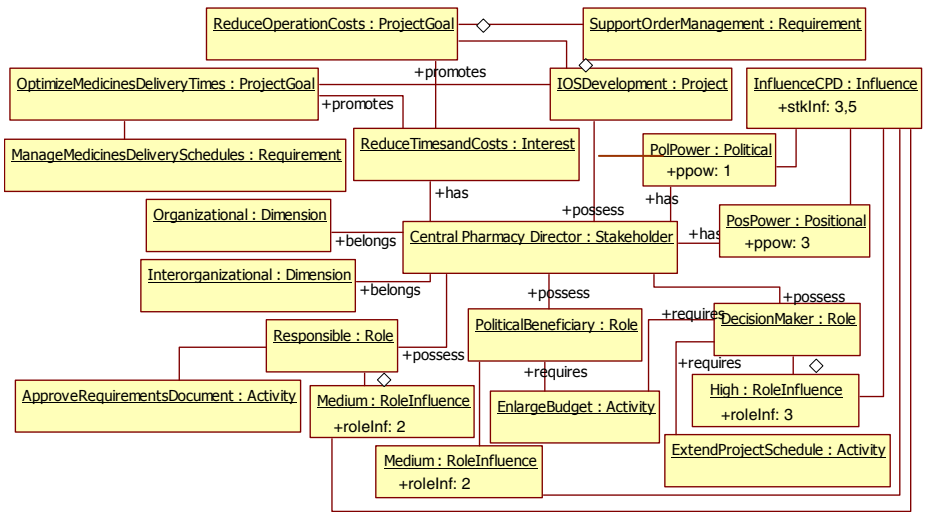 ReduceOperationCosts : ProjectGoal
SupportOrderManagement : Requirement
+promotes
OptimizeMedicinesDeliveryTimes : ProjectGoal
IOSDevelopment : Project
InfluenceCPD : Influence
+stkInf: 3,5
+promotes
ManageMedicinesDeliverySchedules : Requirement
ReduceTimesandCosts : Interest
PolPower : Political
+ppow: 1
+has
+has
+possess
Organizational : Dimension
+belongs
Central Pharmacy Director : Stakeholder
+has
PosPower : Positional
+ppow: 3
Interorganizational : Dimension
+belongs
+possess
+possess
Responsible : Role
+possess
PoliticalBeneficiary : Role
+requires
DecisionMaker : Role
+requires
+requires
ApproveRequirementsDocument : Activity
Medium : RoleInfluence
+roleInf: 2
EnlargeBudget : Activity
High : RoleInfluence
+roleInf: 3
Medium : RoleInfluence
+roleInf: 2
ExtendProjectSchedule : Activity